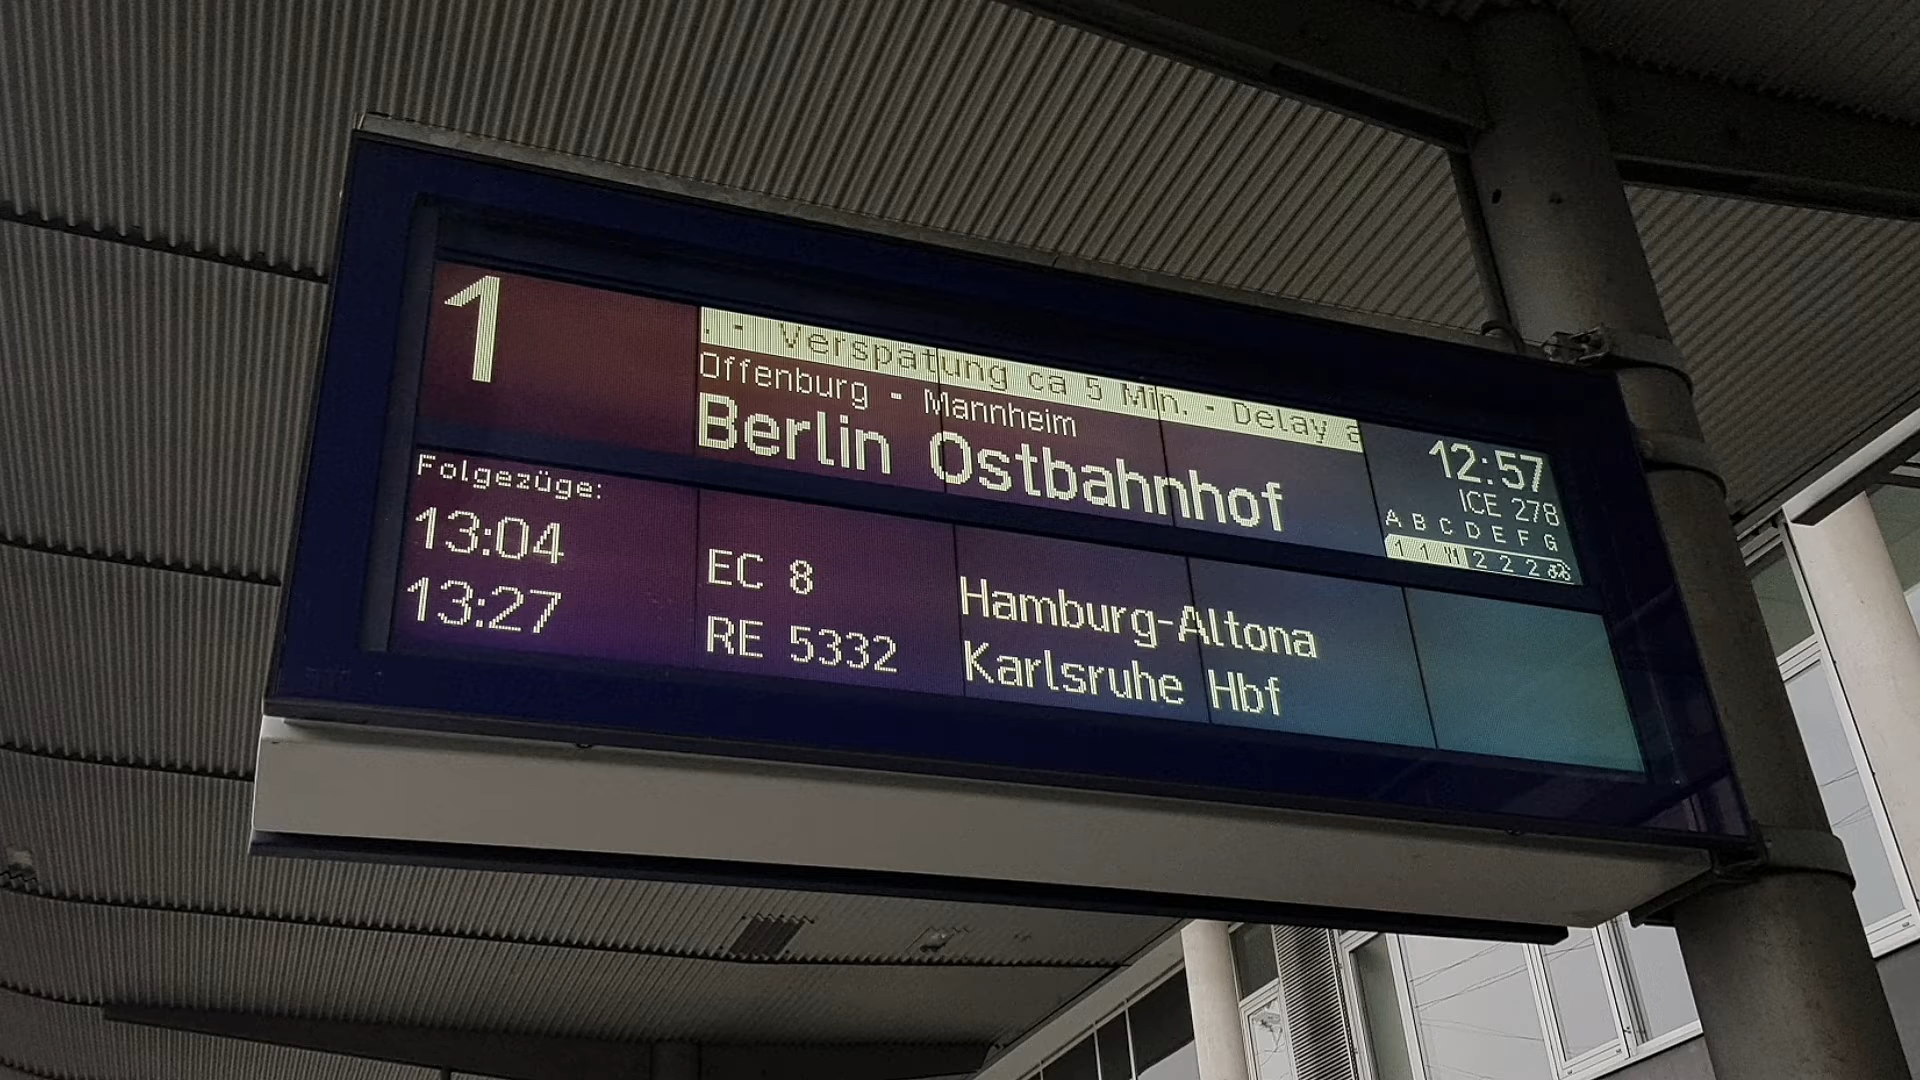 1
. - Verspatung ca 5 Min. - Delay a
Offenburg - Mannheim
Berlin Ostbahnhof
12:57
ICE 278
A B C D E F G
1 1 2 2 2
Folgezüge:
13:04 EC 8 Hamburg-Altona
13:27 RE 5332 Karlsruhe Hbf